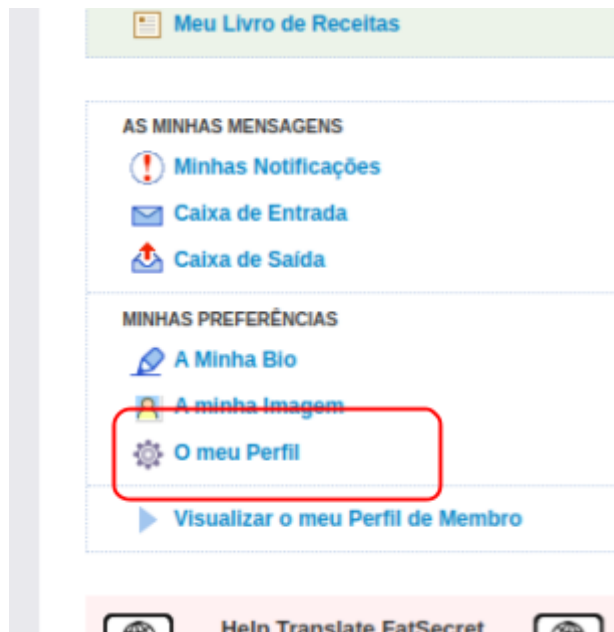 Meu Livro de Receitas
AS MINHAS MENSAGENS
Minhas Notificações
Caixa de Entrada
Caixa de Saída
MINHAS PREFERÊNCIAS
A Minha Bio
A minha Imagem
O meu Perfil
Visualizar o meu Perfil de Membro
Help Translate FatSecret